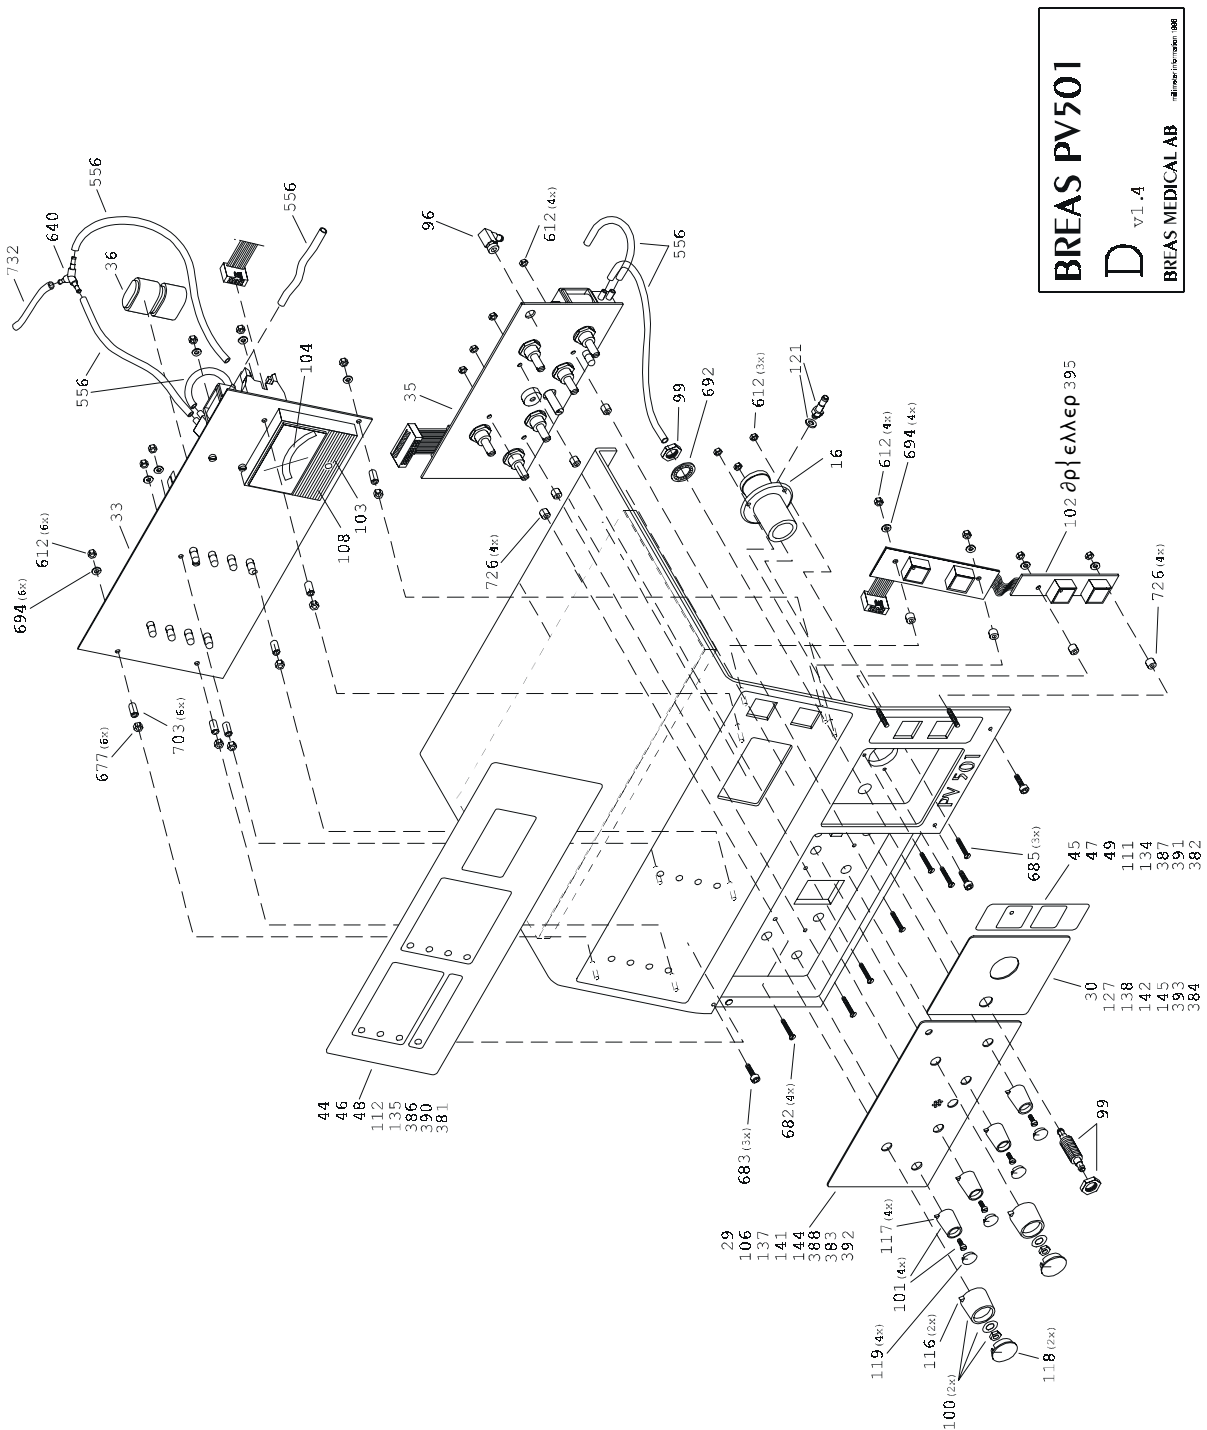 732
640
556
36
556
556
104
33
103
108
612 (6x)
694 (6x)
677 (6x)
703 (6x)
96
612 (4x)
556
35
99
692
612 (3x)
121
16
726 (4x)
612 (4x)
694 (4x)
102 ∂ρ{ ελλερ 395
726 (4x)
BREAS PV501
D v1.4
BREAS MEDICAL AB
PV 501
685 (3x)
45
47
49
111
134
387
391
382
30
127
138
142
145
393
384
44
46
48
112
135
386
390
381
683 (3x)
682 (4x)
29
106
137
141
144
388
383
392
117 (4x)
101 (4x)
119 (4x)
116 (2x)
100 (2x)
118 (2x)
99